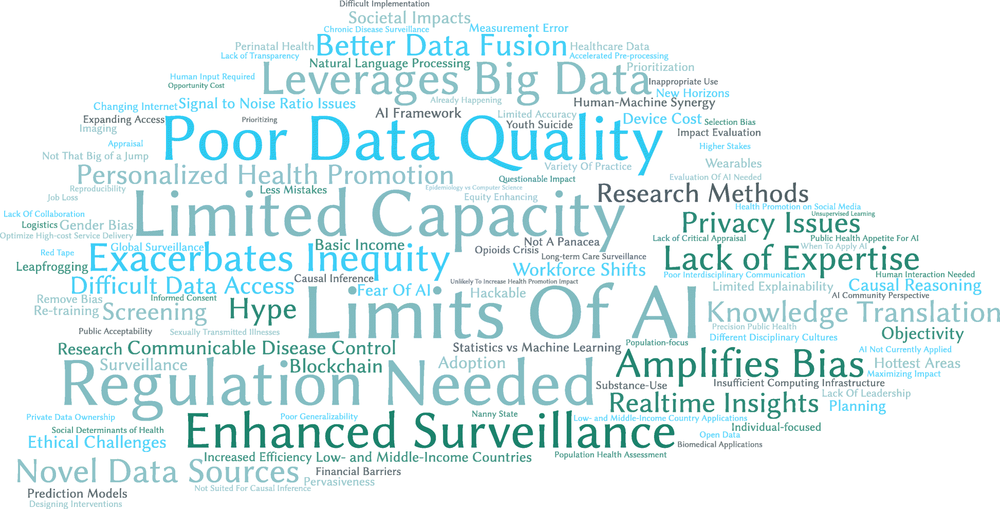 Difficult Implementation
Societal Impacts
Chronic Disease Surveillance
Measurement Error
Perinatal Health
Better Data Fusion
Healthcare Data
Lack of Transparency
Accelerated Pre-processing
Natural Language Processing
Leverages Big Data
Prioritization
Human Input Required
Inappropriate Use
Opportunity Cost
New Horizons
Already Happening
Human-Machine Synergy
Changing Internet
Signal to Noise Ratio Issues
AI Framework
Limited Accuracy
Expanding Access
Prioritizing
Youth Suicide
Device Cost
Selection Bias
Imaging
Poor Data Quality
Impact Evaluation
Appraisal
Higher Stakes
Not That Big of a Jump
Variety Of Practice
Wearables
Personalized Health Promotion
Questionable Impact
Evaluation Of AI Needed
Reproducibility
Less Mistakes
Epidemiology vs Computer Science
Job Loss
Equity Enhancing
Research Methods
Lack Of Collaboration
Limited Capacity
Health Promotion on Social Media
Unsupervised Learning
Logistics
Gender Bias
Privacy Issues
Optimize High-cost Service Delivery
Not A Panacea
Lack of Critical Appraisal
Public Health Appetite For AI
Global Surveillance
Basic Income
When To Apply AI
Red Tape
Exacerbates Inequity
Opioids Crisis
Long-term Care Surveillance
Lack of Expertise
Leapfrogging
Workforce Shifts
Poor Interdisciplinary Communication
Human Interaction Needed
Difficult Data Access
Causal Inference
Unlikely To Increase Health Promotion Impact
Limited Explainability
Causal Reasoning
Fear Of AI
Hackable
AI Community Perspective
Remove Bias
Informed Consent
Re-training
Screening
Hype
Limits Of AI
Knowledge Translation
Public Acceptability
Sexually Transmitted Illnesses
Precision Public Health
Different Disciplinary Cultures
Objectivity
Research
Communicable Disease Control
Statistics vs Machine Learning
Population-focus
AI Not Currently Applied
Surveillance
Blockchain
Adoption
Amplifies Bias
Hottest Areas
Maximizing Impact
Regulation Needed
Substance-Use
Insufficient Computing Infrastructure
Lack Of Leadership
Realtime Insights
Planning
Private Data Ownership
Poor Generalizability
Nanny State
Low- and Middle-Income Country Applications
Social Determinants of Health
Enhanced Surveillance
Individual-focused
Ethical Challenges
Open Data
Biomedical Applications
Increased Efficiency
Low- and Middle-Income Countries
Population Health Assessment
Novel Data Sources
Financial Barriers
Pervasiveness
Not Suited For Causal Inference
Prediction Models
Designing Interventions